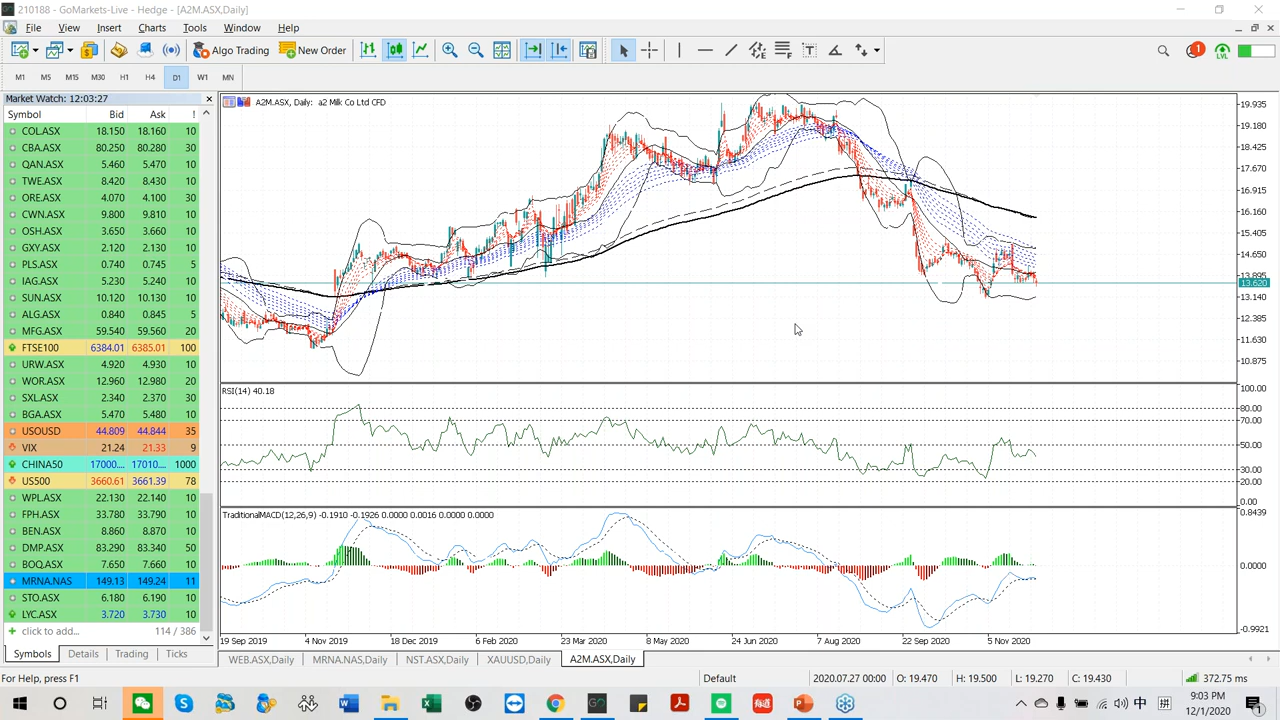 210188 - GoMarkets-Live - Hedge - [A2M.ASX,Daily]
File View Insert Charts Tools Window Help
Algo Trading New Order
1
LVL
M1 M5 M15 M30 H1 H4 D1 W1 MN
Market Watch: 12:03:27
Symbol Bid Ask !
COL.ASX 18.150 18.160 10
CBA.ASX 80.250 80.280 30
QAN.ASX 5.460 5.470 10
TWE.ASX 8.420 8.430 10
ORE.ASX 4.070 4.100 30
CWN.ASX 9.800 9.810 10
OSH.ASX 3.650 3.660 10
GXY.ASX 2.120 2.130 10
PLS.ASX 0.740 0.745 5
IAG.ASX 5.230 5.240 10
SUN.ASX 10.120 10.130 10
ALG.ASX 0.840 0.845 5
MFG.ASX 59.540 59.560 20
FTSE100 6384.01 6385.01 100
URW.ASX 4.920 4.930 10
WOR.ASX 12.960 12.980 20
SXL.ASX 2.340 2.370 30
BGA.ASX 5.470 5.480 10
USOUSD 44.809 44.844 35
VIX 21.24 21.33 9
CHINA50 17000.... 17010.... 1000
US500 3660.61 3661.39 78
WPL.ASX 22.130 22.140 10
FPH.ASX 33.780 33.790 10
BEN.ASX 8.860 8.870 10
DMP.ASX 83.290 83.340 50
BOQ.ASX 7.650 7.660 10
MRNA.NAS 149.13 149.24 11
STO.ASX 6.180 6.190 10
LYC.ASX 3.720 3.730 10
click to add... 114 / 386
Symbols Details Trading Ticks
A2M.ASX, Daily: a2 Milk Co Ltd CFD
19.935
19.180
18.425
17.670
16.915
16.160
15.405
14.650
13.895
13.620
13.140
12.385
11.630
10.875
RSI(14) 40.18
100.00
80.00
70.00
50.00
30.00
20.00
0.00
TraditionalMACD(12,26,9) -0.1910 -0.1926 0.0000 0.0016 0.0000 0.0000
0.8439
0.0000
-0.9921
19 Sep 2019 4 Nov 2019 18 Dec 2019 6 Feb 2020 23 Mar 2020 8 May 2020 24 Jun 2020 7 Aug 2020 22 Sep 2020 5 Nov 2020
WEB.ASX,Daily MRNA.NAS,Daily NST.ASX,Daily XAUUSD,Daily A2M.ASX,Daily
For Help, press F1 Default 2020.07.27 00:00 O: 19.470 H: 19.500 L: 19.270 C: 19.430 372.75 ms
中 拼 9:03 PM
12/1/2020
1